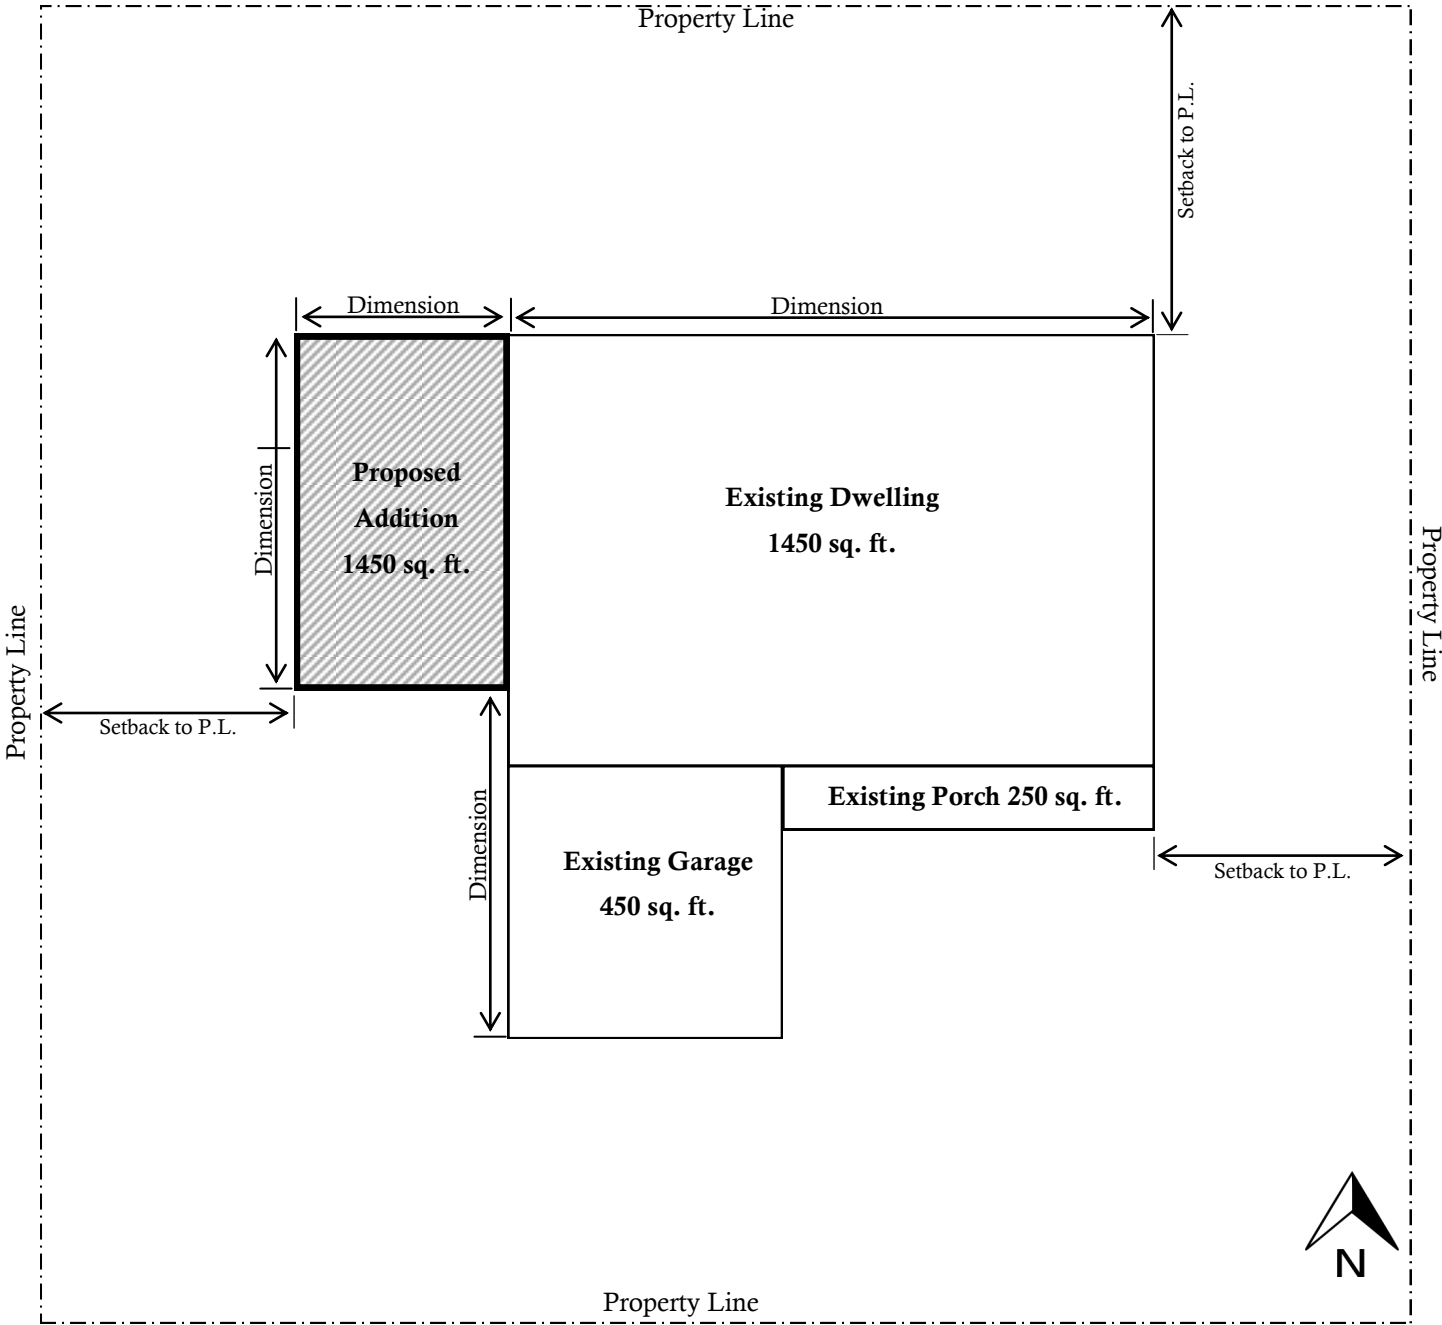 Property Line
Setback to P.L.
Dimension
Dimension
Proposed
Addition
1450 sq. ft.
Dimension
Existing Dwelling
1450 sq. ft.
Property Line
Property Line
Setback to P.L.
Dimension
Existing Porch 250 sq. ft.
Existing Garage
450 sq. ft.
Setback to P.L.
N
Property Line